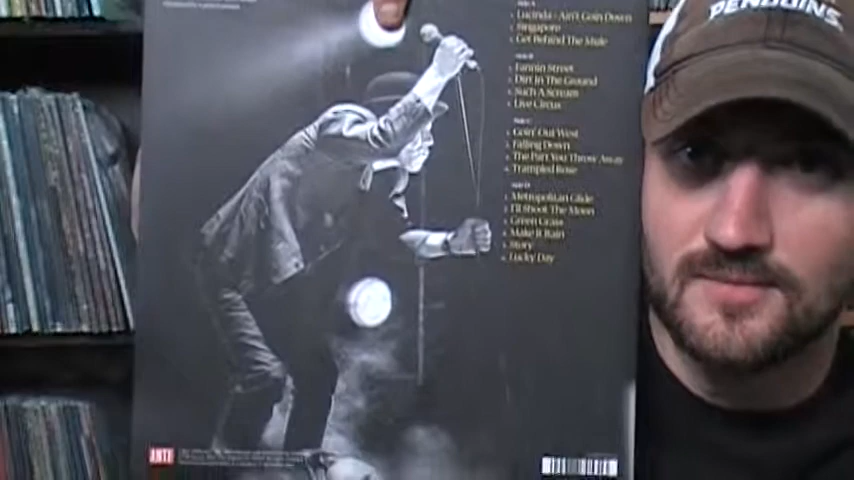 PENGUINS
Side A
Lucinda - Ain't Goin Down
Singapore
Get Behind The Mule
Side B
Fannin Street
Dirt In The Ground
Such A Scream
Live Circus
Side C
Goin' Out West
Falling Down
The Part You Throw Away
Trampled Rose
Side D
Metropolitan Glide
I'll Shoot The Moon
Green Grass
Make It Rain
Story
Lucky Day
ANTI